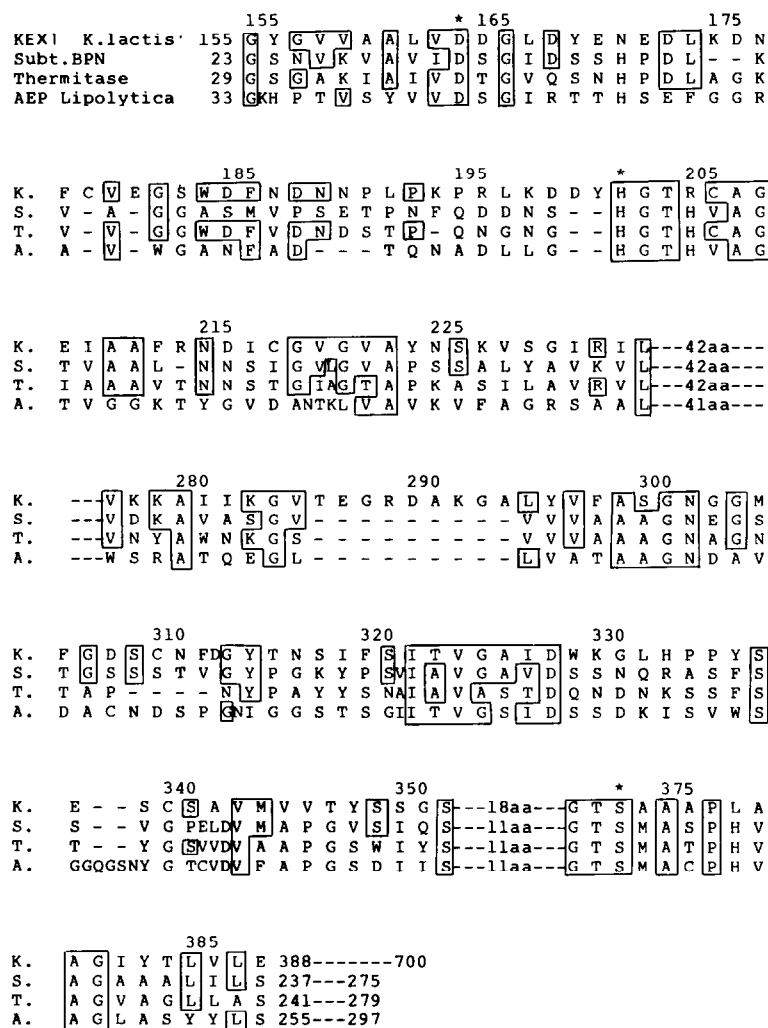 155 * 165 175
KEX1 K.lactis 155 G Y G V V A A L V D D G L D Y E N E D L K D N
Subt.BPN 23 G S N V K V A V I D S G I D S S H P D L - - K
Thermitase 29 G S G A K I A I V D T G V Q S N H P D L A G K
AEP Lipolytica 33 G K H P T V S Y V V D S G I R T T H S E F G G R
185 195 * 205
K. F C V E G S W D F N D N N P L P K P R L K D D Y H G T R C A G
S. V - A - G G A S M V P S E T P N F Q D D N S - - H G T H V A G
T. V - V - G G W D F V D N D S T P - Q N G N G - - H G T H C A G
A. A - V - W G A N F A D - - - T Q N A D L L G - - H G T H V A G
215 225
K. E I A A F R N D I C G V G V A Y N S K V S G I R I L---42aa---
S. T V A A L - N N S I G V L G V A P S S A L Y A V K V L---42aa---
T. I A A A V T N N S T G I A G T A P K A S I L A V R V L---42aa---
A. T V G G K T Y G V D A N T K L V A V K V F A G R S A A L---41aa---
280 290 300
K. ---V K K A I I K G V T E G R D A K G A L Y V F A S G N G G M
S. ---V D K A V A S G V - - - - - - - - - V V V A A A G N E G S
T. ---V N Y A W N K G S - - - - - - - - - V V V A A A G N A G N
A. ---W S R A T Q E G L - - - - - - - - - L V A T A A G N D A V
310 320 330
K. F G D S C N F D G Y T N S I F S I T V G A I D W K G L H P P Y S
S. T G S S S T V G Y P G K Y P S V I A V G A V D S S N Q R A S F S
T. T A P - - - - N Y P A Y Y S N A I A V A S T D Q N D N K S S F S
A. D A C N D S P G N I G G S T S G I I T V G S I D S S D K I S V W S
340 350 * 375
K. E - - S C S A V M V V T Y S S G S---18aa---G T S A A A P L A
S. S - - V G P E L D V M A P G V S I Q S---11aa---G T S M A S P H V
T. T - - Y G S V V D V A A P G S W I Y S---11aa---G T S M A T P H V
A. GGQGSNY G T C V D V F A P G S D I I S---11aa---G T S M A C P H V
385
K. A G I Y T L V L E 388-------700
S. A G A A A L I L S 237---275
T. A G V A G L L A S 241---279
A. A G L A S Y Y L S 255---297